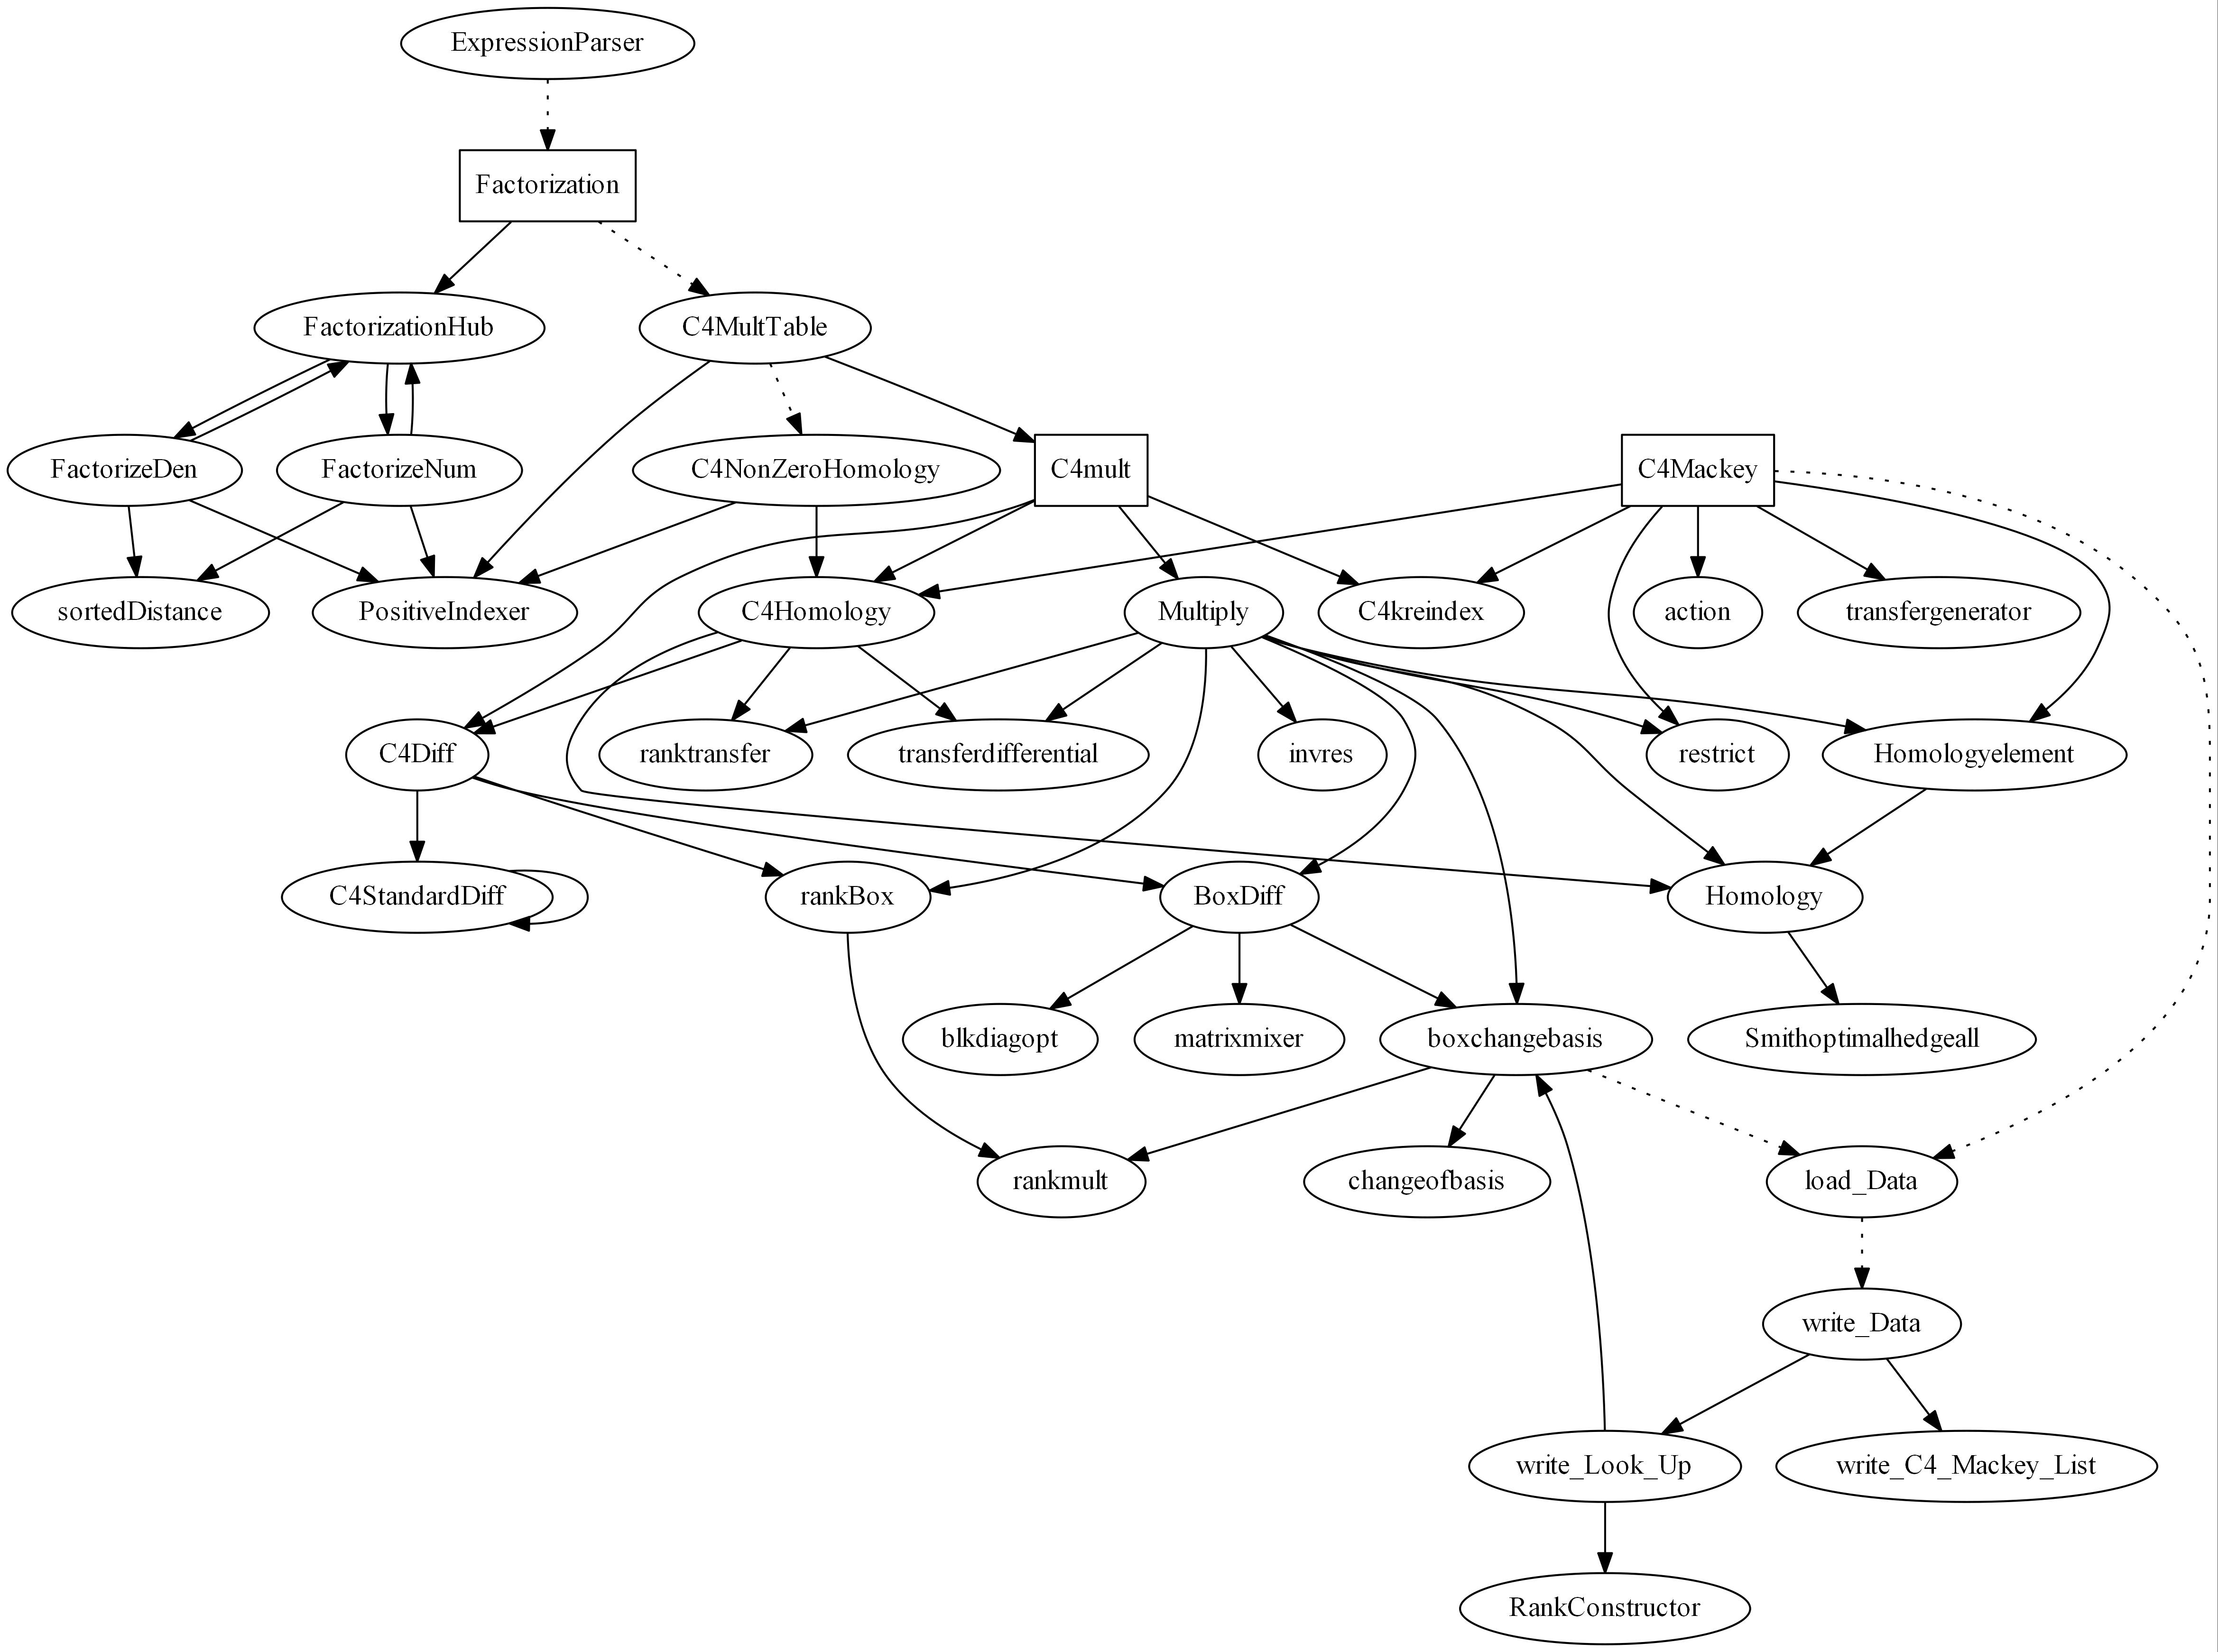 ExpressionParser
Factorization
FactorizationHub
C4MultTable
FactorizeDen
FactorizeNum
C4NonZeroHomology
C4mult
C4Mackey
sortedDistance
PositiveIndexer
C4Homology
Multiply
C4kreindex
action
transfergenerator
C4Diff
ranktransfer
transferdifferential
invres
restrict
Homologyelement
C4StandardDiff
rankBox
BoxDiff
Homology
blkdiagopt
matrixmixer
boxchangebasis
Smithoptimalhedgeall
rankmult
changeofbasis
load_Data
write_Data
write_Look_Up
write_C4_Mackey_List
RankConstructor